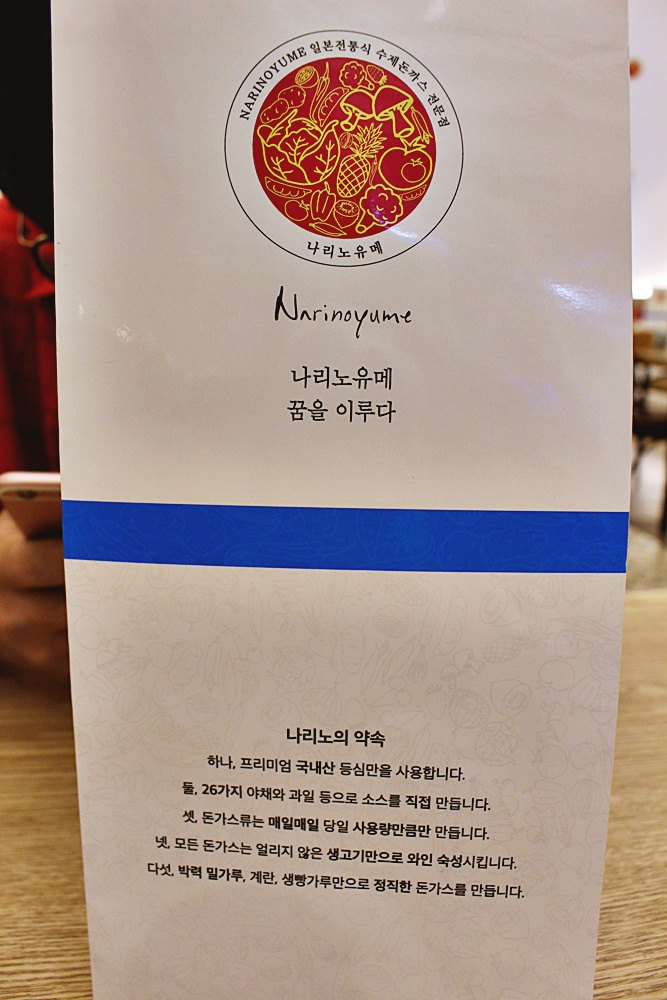 NARINOYUME 일본전통식 수제돈까스 전문점
나리노유메
Narinoyume
나리노유메
꿈을 이루다
나리노의 약속
하나, 프리미엄 국내산 등심만을 사용합니다.
둘, 26가지 야채와 과일 등으로 소스를 직접 만듭니다.
셋, 돈가스류는 매일매일 당일 사용량만큼만 만듭니다.
넷, 모든 돈가스는 얼리지 않은 생고기만으로 와인 숙성시킵니다.
다섯, 박력 밀가루, 계란, 생빵가루만으로 정직한 돈가스를 만듭니다.